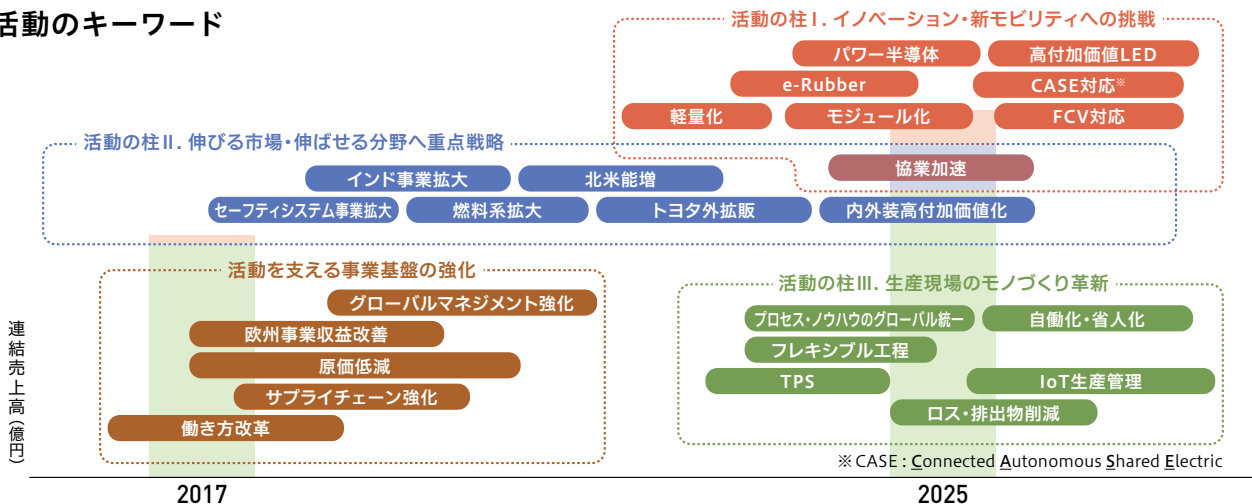 活動のキーワード
活動の柱Ⅰ. イノベーション・新モビリティへの挑戦
パワー半導体
高付加価値LED
e-Rubber
CASE対応※
軽量化
モジュール化
FCV対応
活動の柱Ⅱ. 伸びる市場・伸ばせる分野へ重点戦略
協業加速
インド事業拡大
北米能増
セーフティシステム事業拡大
燃料系拡大
トヨタ外拡販
内外装高付加価値化
活動を支える事業基盤の強化
グローバルマネジメント強化
欧州事業収益改善
原価低減
サプライチェーン強化
働き方改革
活動の柱Ⅲ. 生産現場のモノづくり革新
プロセス・ノウハウのグローバル統一
自働化・省人化
フレキシブル工程
TPS
IoT生産管理
ロス・排出物削減
連結売上高(億円)
※CASE : Connected Autonomous Shared Electric
2017
2025